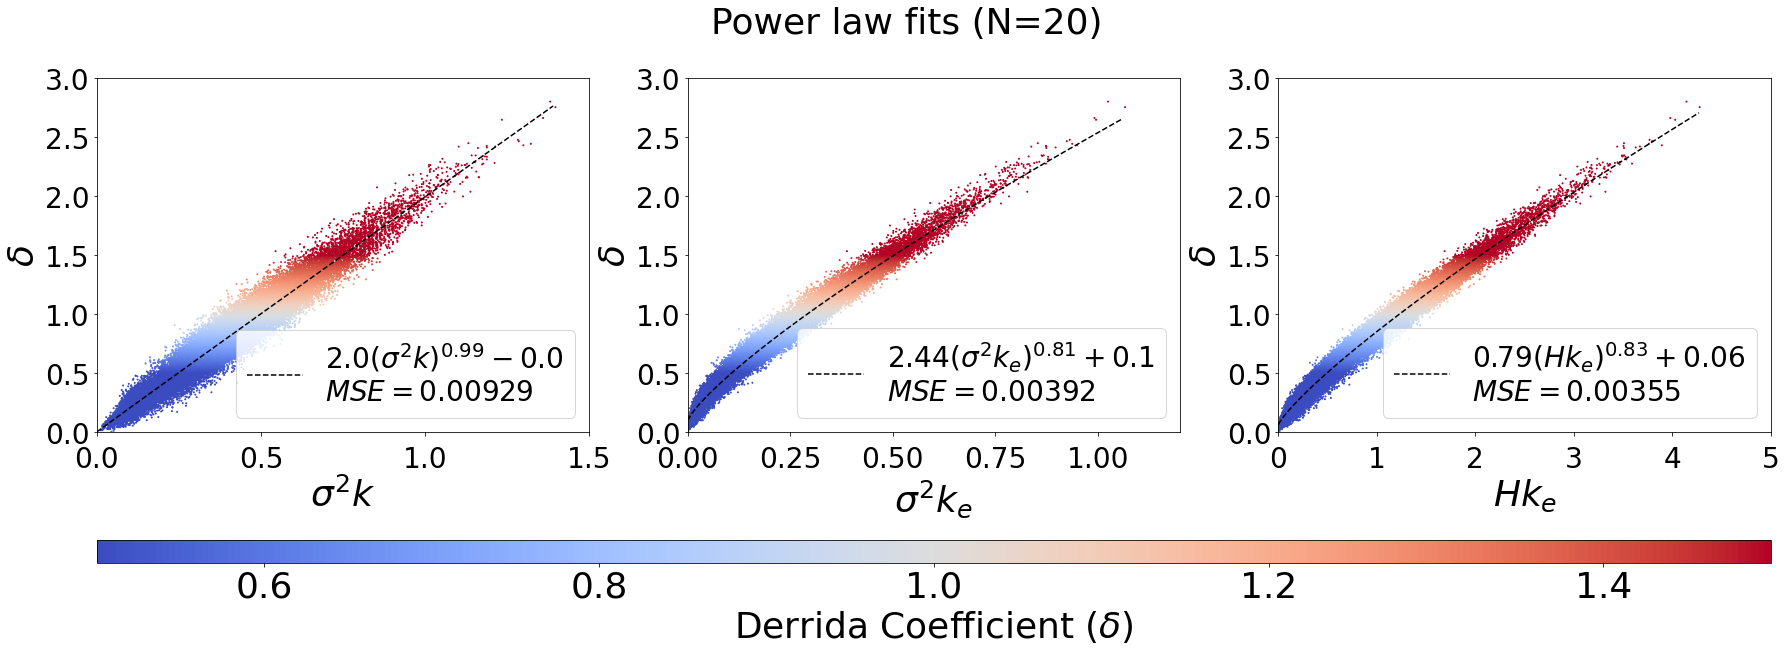 Power law fits (N=20)
3.0
2.5
2.0
1.5
1.0
0.5
0.0
δ
0.0 0.5 1.0 1.5
σ²k
2.0(σ²k)^0.99 − 0.0
MSE = 0.00929
3.0
2.5
2.0
1.5
1.0
0.5
0.0
δ
0.00 0.25 0.50 0.75 1.00
σ²kₑ
2.44(σ²kₑ)^0.81 + 0.1
MSE = 0.00392
3.0
2.5
2.0
1.5
1.0
0.5
0.0
δ
0 1 2 3 4 5
Hkₑ
0.79(Hkₑ)^0.83 + 0.06
MSE = 0.00355
0.6 0.8 1.0 1.2 1.4
Derrida Coefficient (δ)